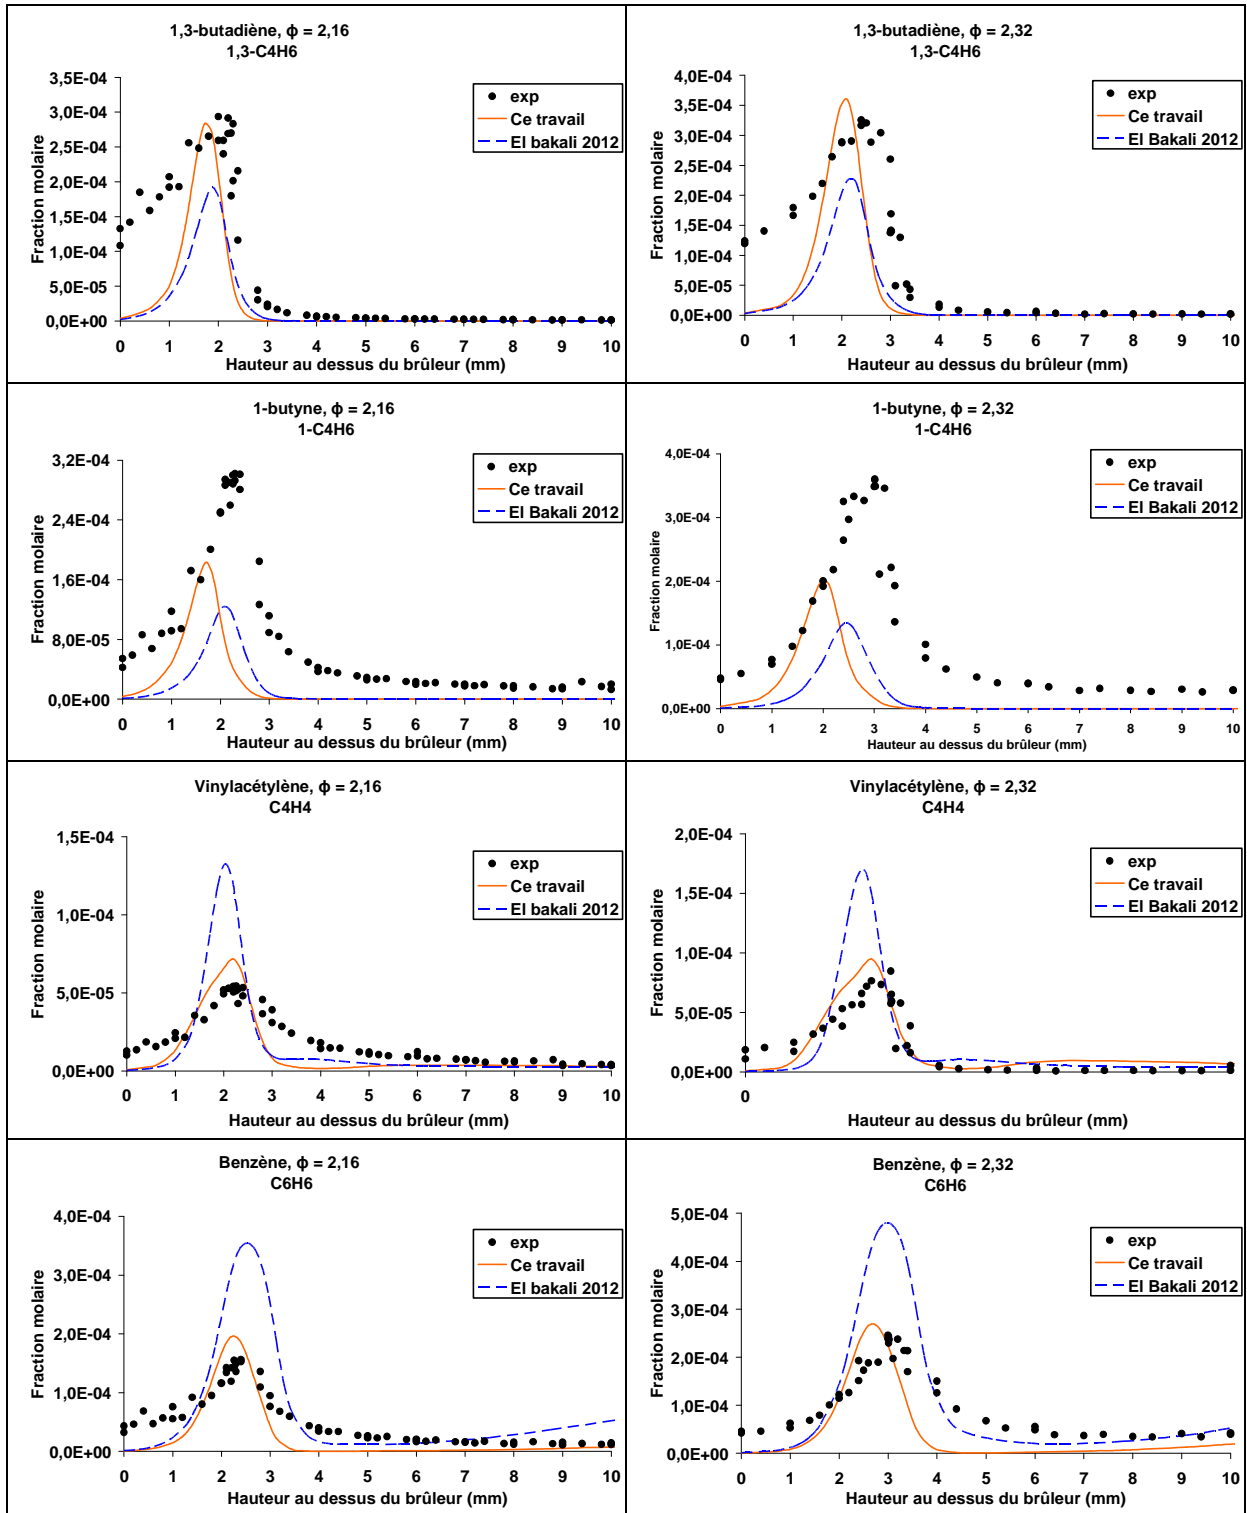 1,3-butadiène, ϕ = 2,16
1,3-C4H6
3,5E-04
3,0E-04
2,5E-04
2,0E-04
1,5E-04
1,0E-04
5,0E-05
0,0E+00
Fraction molaire
exp
Ce travail
El bakali 2012
0 1 2 3 4 5 6 7 8 9 10
Hauteur au dessus du brûleur (mm)
1,3-butadiène, ϕ = 2,32
1,3-C4H6
4,0E-04
3,5E-04
3,0E-04
2,5E-04
2,0E-04
1,5E-04
1,0E-04
5,0E-05
0,0E+00
Fraction molaire
exp
Ce travail
El bakali 2012
0 1 2 3 4 5 6 7 8 9 10
Hauteur au dessus du brûleur (mm)
1-butyne, ϕ = 2,16
1-C4H6
3,2E-04
2,4E-04
1,6E-04
8,0E-05
0,0E+00
Fraction molaire
exp
Ce travail
El Bakali 2012
0 1 2 3 4 5 6 7 8 9 10
Hauteur au dessus du brûleur (mm)
1-butyne, ϕ = 2,32
1-C4H6
4,0E-04
3,0E-04
2,0E-04
1,0E-04
0,0E+00
Fraction molaire
exp
Ce travail
El Bakali 2012
0 1 2 3 4 5 6 7 8 9 10
Hauteur au dessus du brûleur (mm)
Vinylacétylène, ϕ = 2,16
C4H4
1,5E-04
1,0E-04
5,0E-05
0,0E+00
Fraction molaire
exp
Ce travail
El bakali 2012
0 1 2 3 4 5 6 7 8 9 10
Hauteur au dessus du brûleur (mm)
Vinylacétylène, ϕ = 2,32
C4H4
2,0E-04
1,5E-04
1,0E-04
5,0E-05
0,0E+00
Fraction molaire
exp
Ce travail
El Bakali 2012
0
Hauteur au dessus du brûleur (mm)
Benzène, ϕ = 2,16
C6H6
4,0E-04
3,0E-04
2,0E-04
1,0E-04
0,0E+00
Fraction molaire
exp
Ce travail
El bakali 2012
0 1 2 3 4 5 6 7 8 9 10
Hauteur au dessus du brûleur (mm)
Benzène, ϕ = 2,32
C6H6
5,0E-04
4,0E-04
3,0E-04
2,0E-04
1,0E-04
0,0E+00
Fraction molaire
exp
Ce travail
El Bakali 2012
0 1 2 3 4 5 6 7 8 9 10
Hauteur au dessus du brûleur (mm)